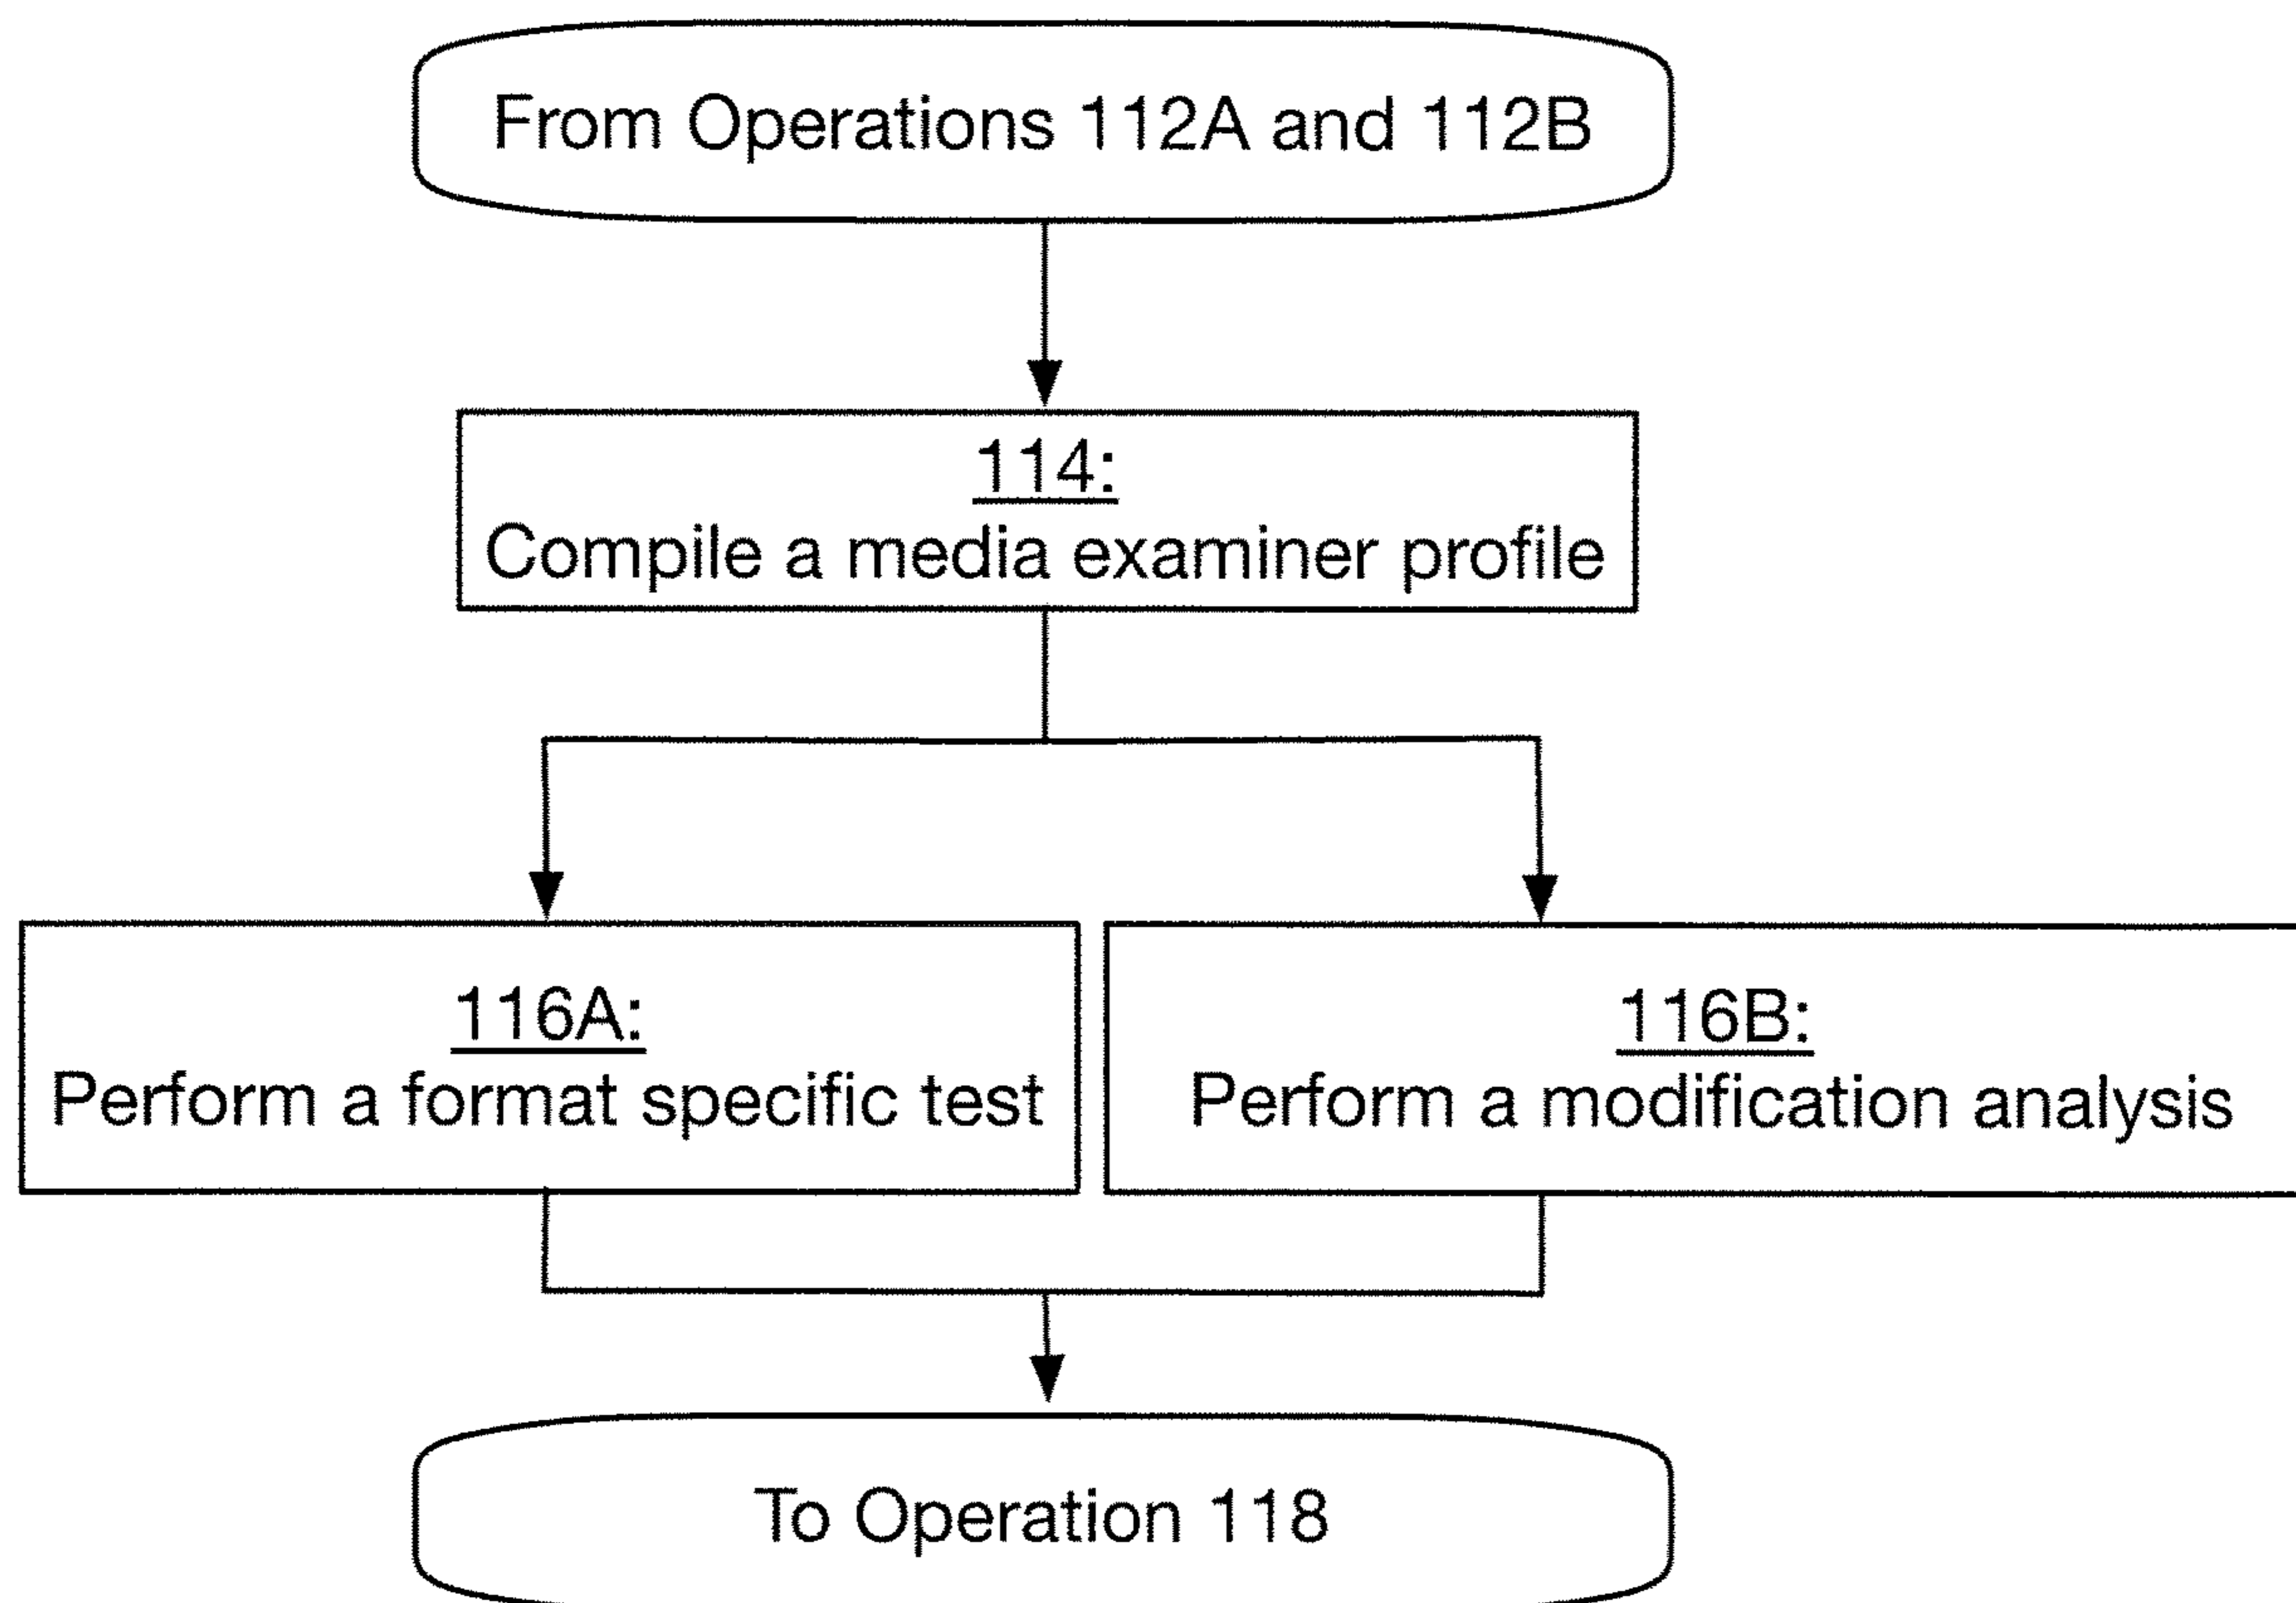 From Operations 112A and 112B
114:
Compile a media examiner profile
116A:
Perform a format specific test
116B:
Perform a modification analysis
To Operation 118